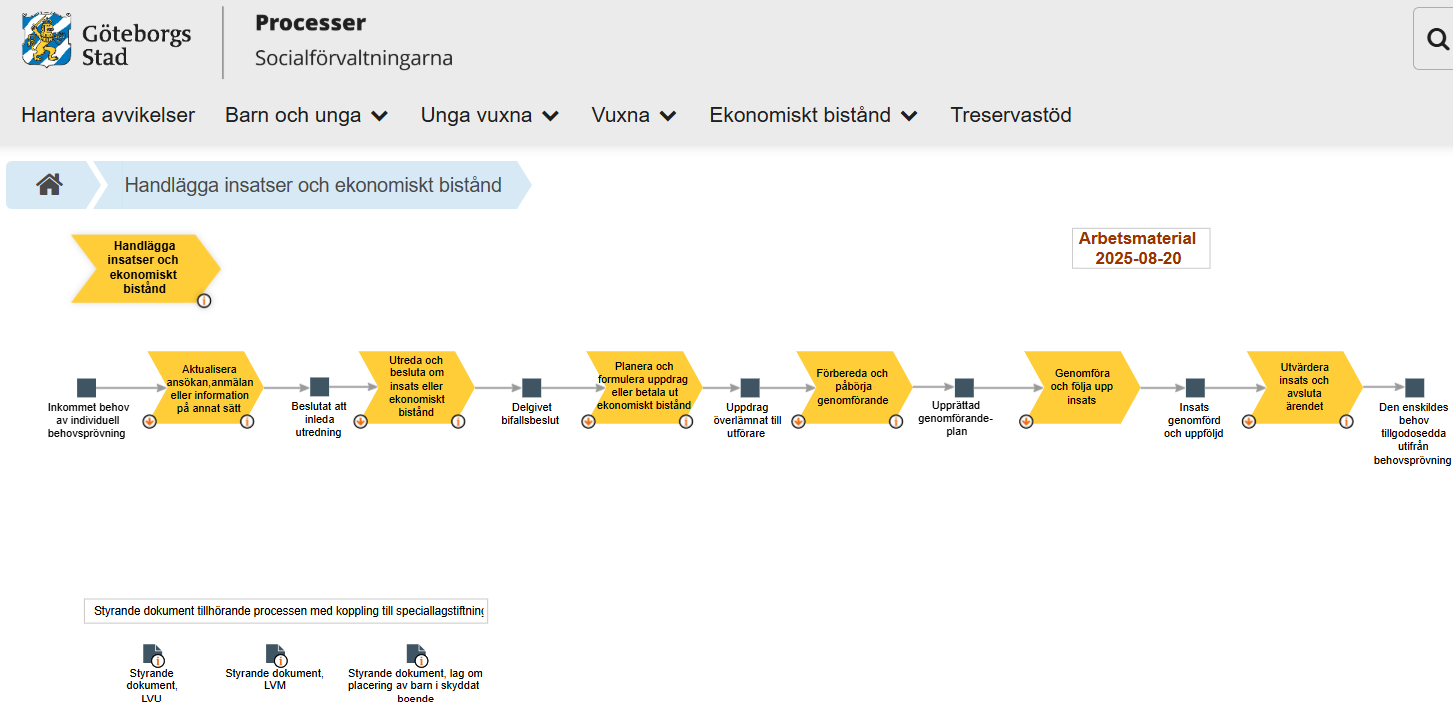 Göteborgs
Stad
Processer
Socialförvaltningarna
Hantera avvikelser
Barn och unga
Unga vuxna
Vuxna
Ekonomiskt bistånd
Treservastöd
Handlägga insatser och ekonomiskt bistånd
Handlägga
insatser och
ekonomiskt
bistånd
Arbetsmaterial
2025-08-20
Inkommet behov
av individuell
behovsprövning
Aktualisera
ansökan,anmälan
eller information
på annat sätt
Beslutat att
inleda
utredning
Utreda och
besluta om
insats eller
ekonomiskt
bistånd
Delgivet
bifallsbeslut
Planera och
formulera uppdrag
eller betala ut
ekonomiskt bistånd
Uppdrag
överlämnat till
utförare
Förbereda och
påbörja
genomförande
Upprättad
genomförande-
plan
Genomföra
och följa upp
insats
Insats
genomförd
och uppföljd
Utvärdera
insats och
avsluta
ärendet
Den enskildes
behov
tillgodosedda
utifrån
behovsprövning
Styrande dokument tillhörande processen med koppling till speciallagstiftning
Styrande
dokument,
LVU
Styrande dokument,
LVM
Styrande dokument, lag om
placering av barn i skyddat
boende